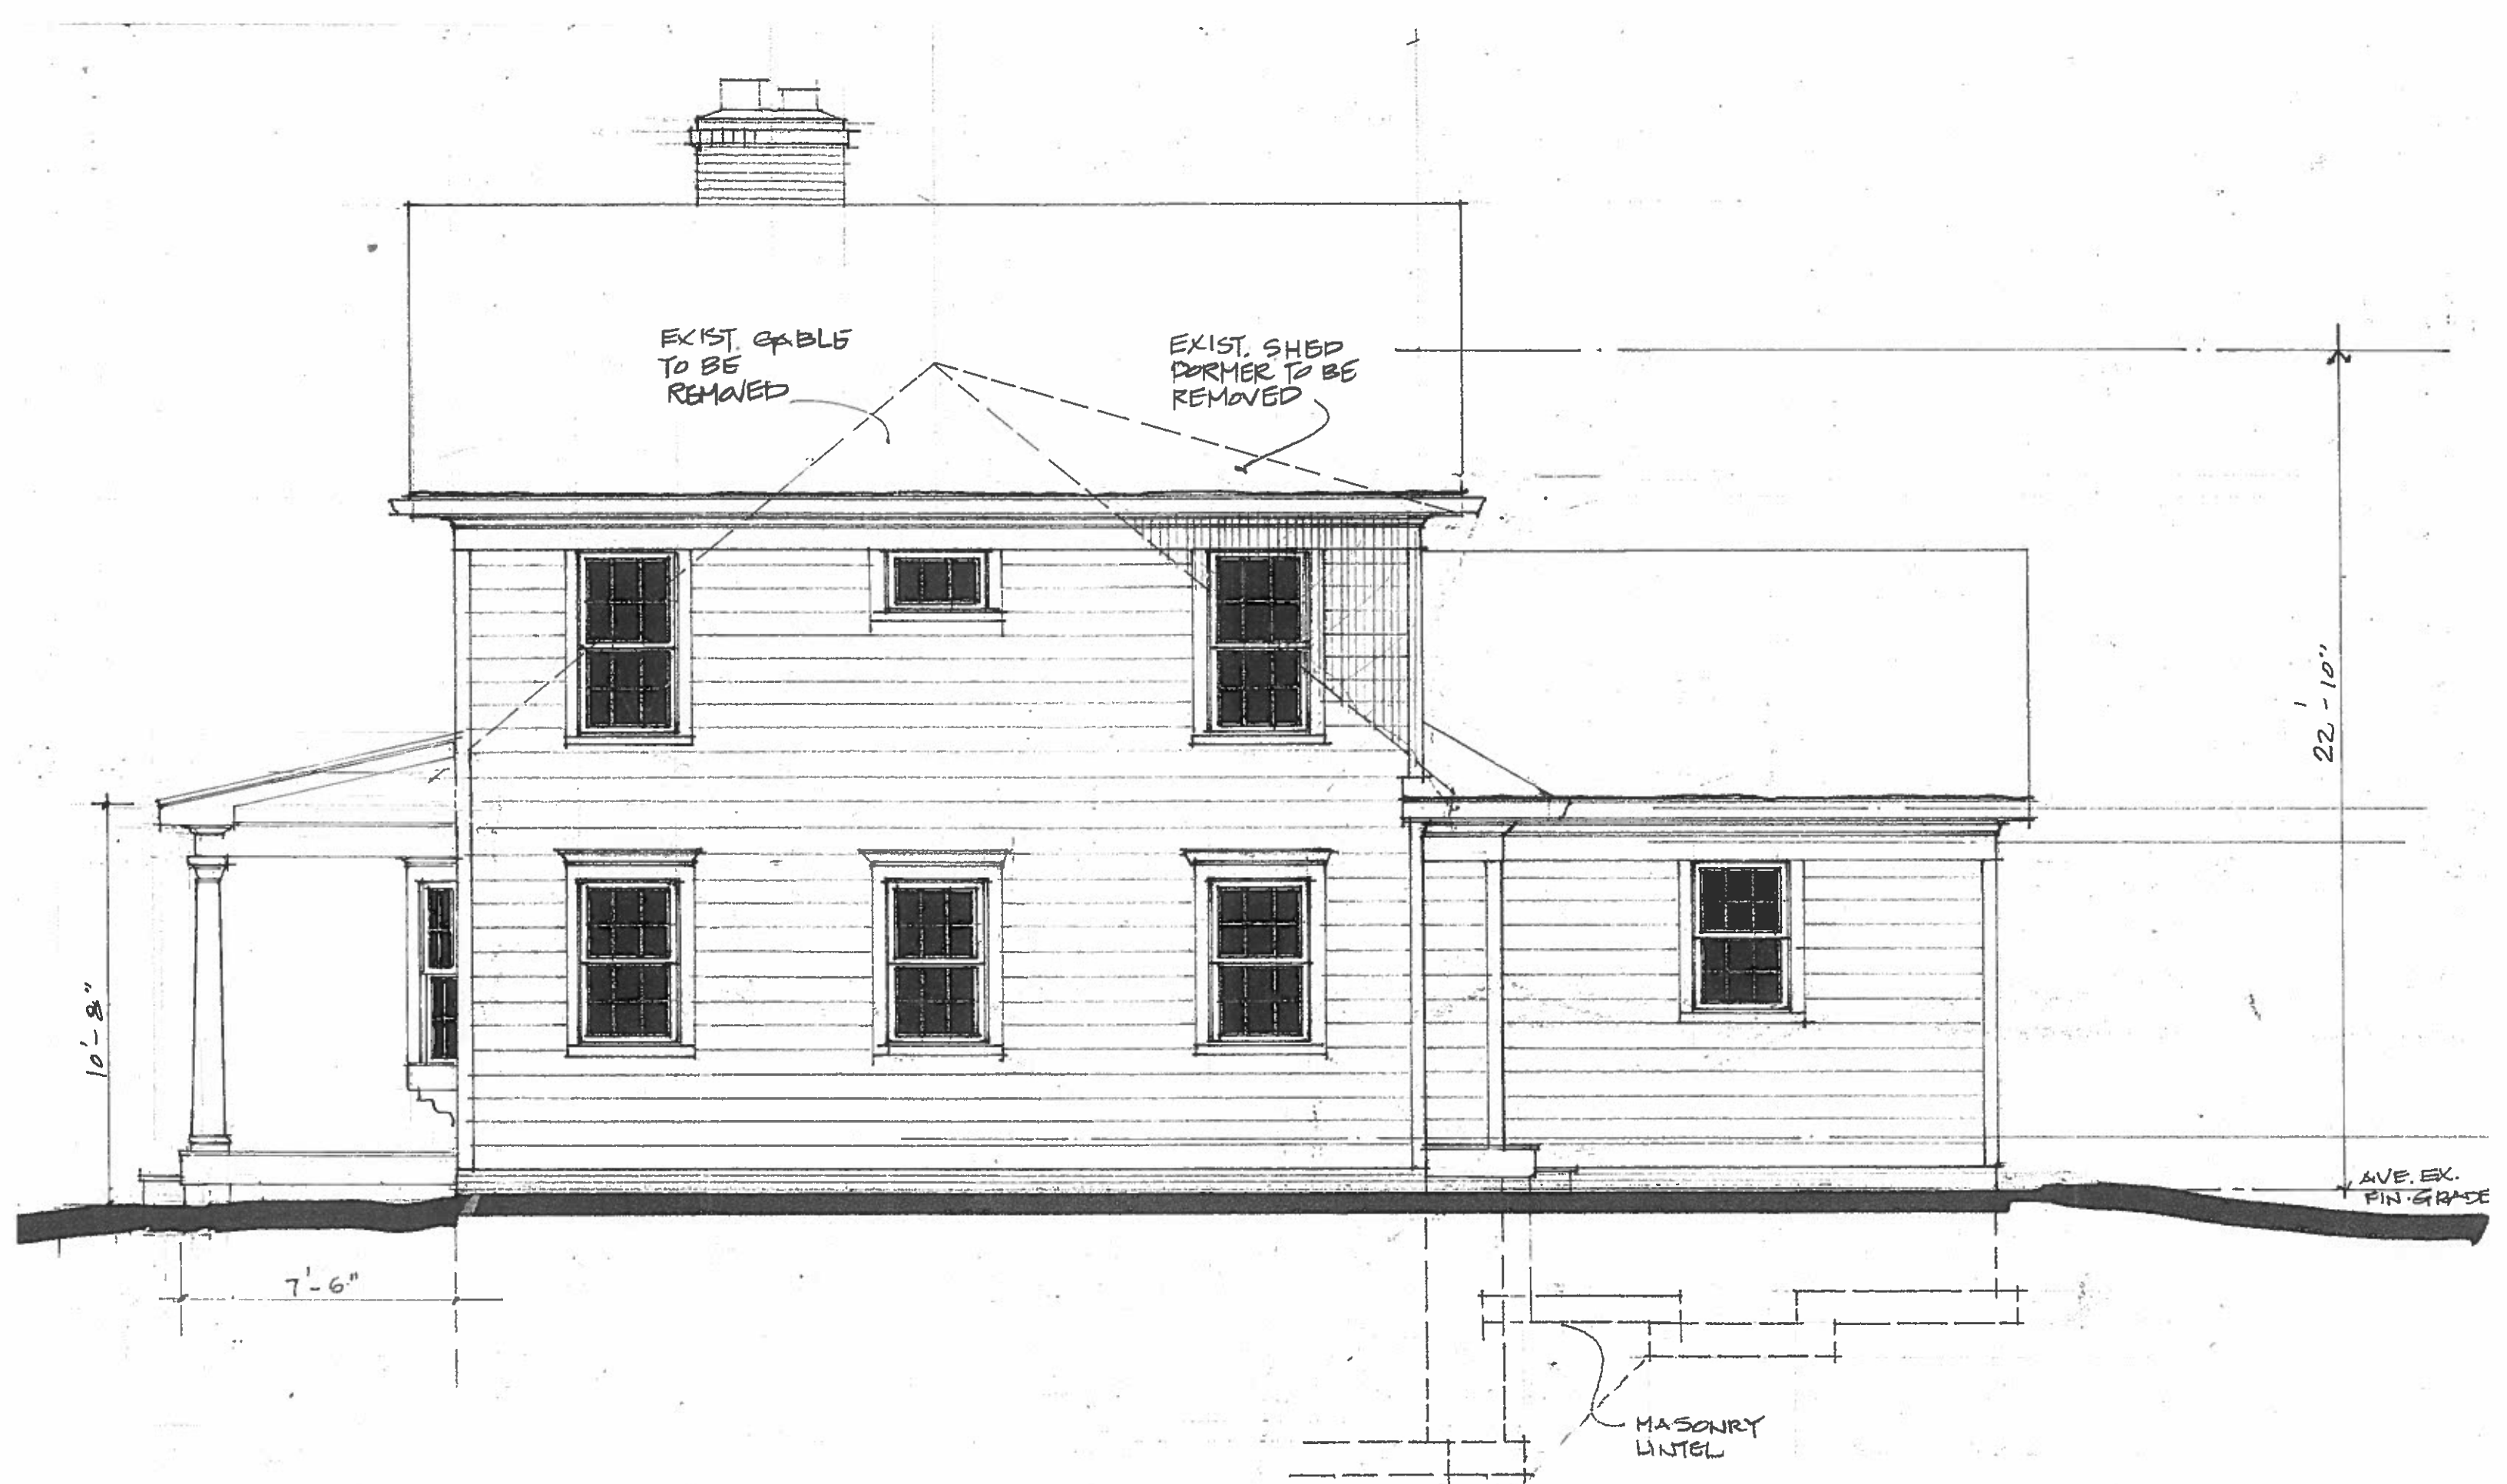 EXIST. GABLE
TO BE
REMOVED
EXIST. SHED
DORMER TO BE
REMOVED
22'-10"
10'-8"
AVE. EX.
FIN. GRADE
7'-6"
MASONRY
LINTEL